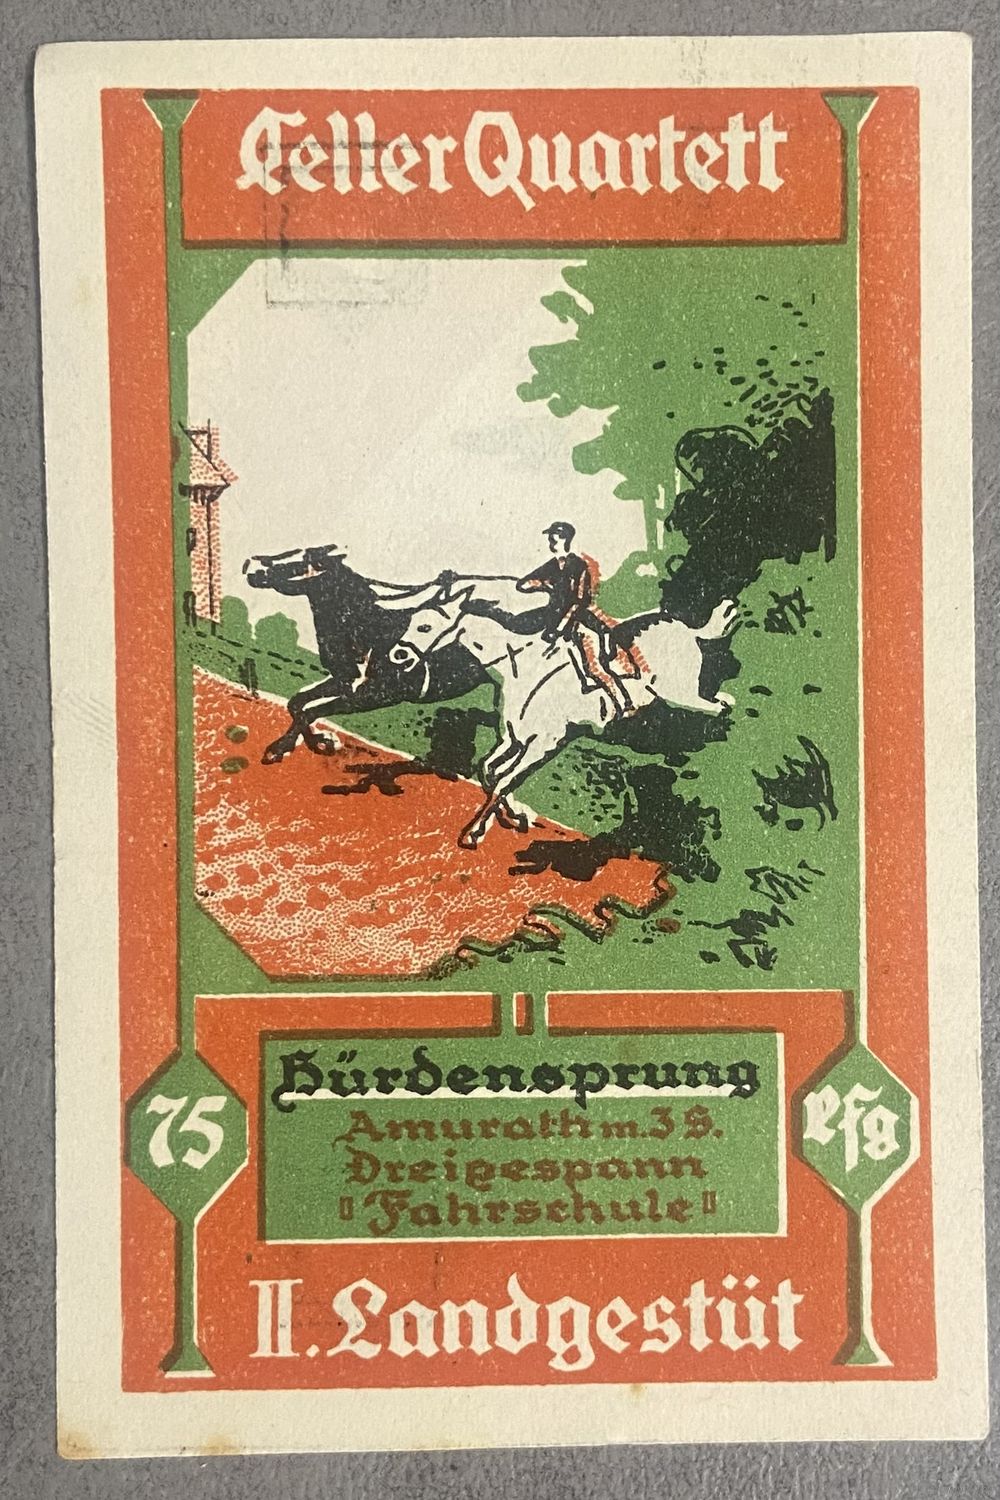 Celler Quartett
Hürdensprung
75
Pfg
Amurath m. 3 S.
Dreigespann
"Fahrschule"
II. Landgestüt